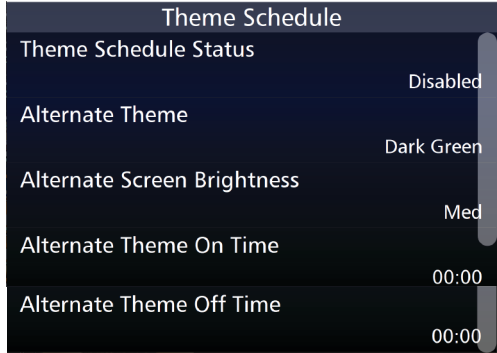 Theme Schedule
Theme Schedule Status
Disabled
Alternate Theme
Dark Green
Alternate Screen Brightness
Med
Alternate Theme On Time
00:00
Alternate Theme Off Time
00:00